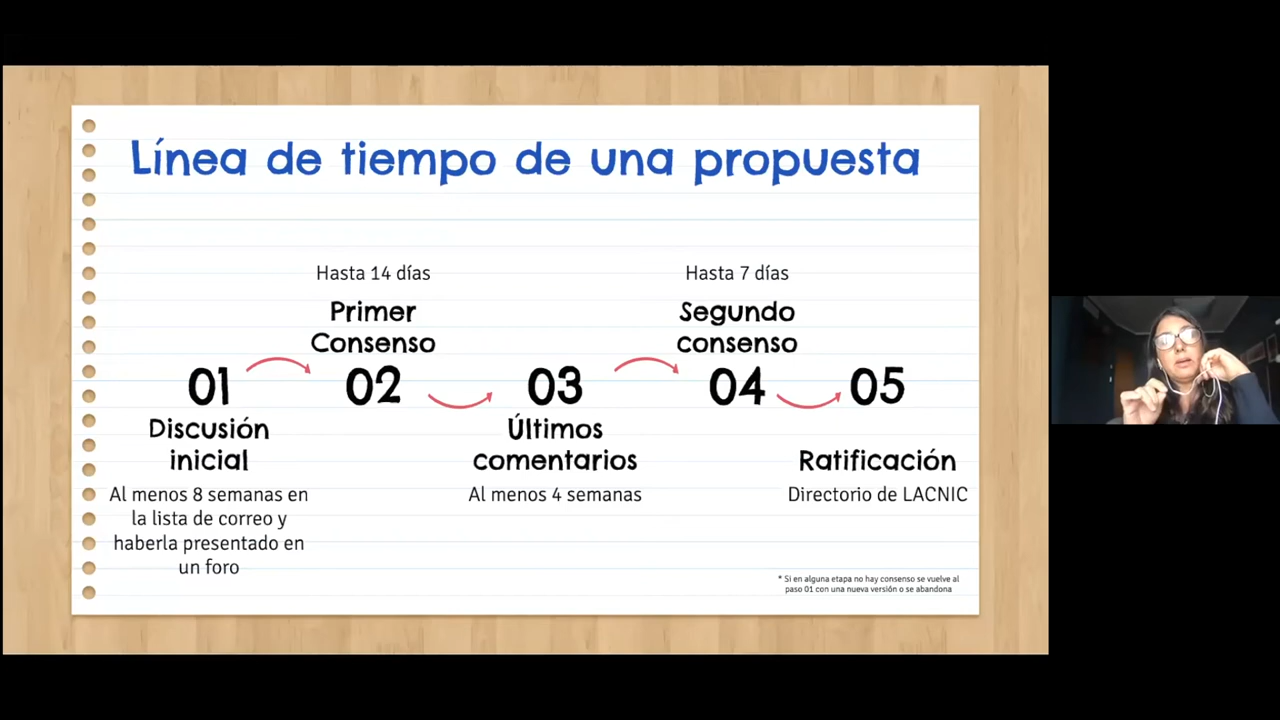 Línea de tiempo de una propuesta
Hasta 14 días
Primer
Consenso
Hasta 7 días
Segundo
consenso
01
02
03
04
05
Discusión
inicial
Al menos 8 semanas en
la lista de correo y
haberla presentado en
un foro
Últimos
comentarios
Al menos 4 semanas
Ratificación
Directorio de LACNIC
* Si en alguna etapa no hay consenso se vuelve al
paso 01 con una nueva versión o se abandona